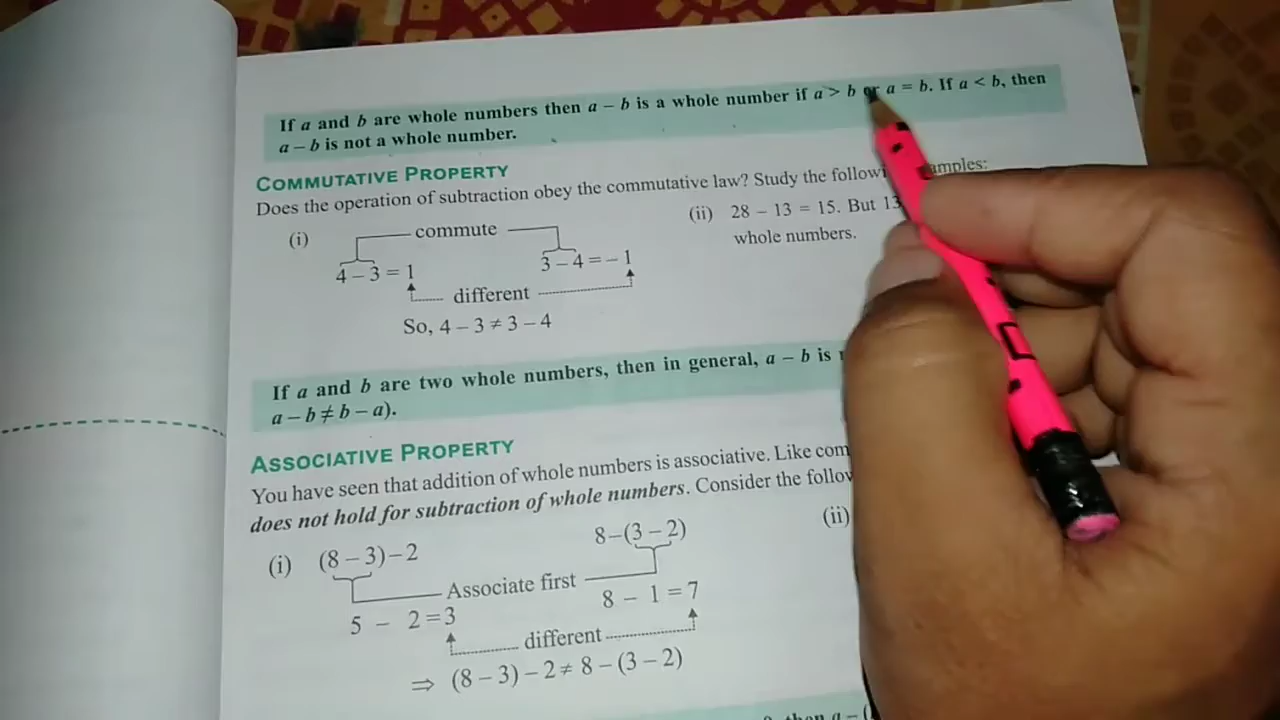 If a and b are whole numbers then a – b is a whole number if a > b or a = b. If a < b, then
a – b is not a whole number.
COMMUTATIVE PROPERTY
Does the operation of subtraction obey the commutative law? Study the
(i) commute
4 – 3 = 1 3 – 4 = – 1
different
So, 4 – 3 ≠ 3 – 4
(ii) 28 – 13 = 15. But 13
whole numbers.
If a and b are two whole numbers, then in general, a – b is
a – b ≠ b – a).
ASSOCIATIVE PROPERTY
You have seen that addition of whole numbers is associative. Like
does not hold for subtraction of whole numbers. Consider the
(i) (8 – 3) – 2 8 – (3 – 2)
Associate first
5 – 2 = 3 8 – 1 = 7
different
⇒ (8 – 3) – 2 ≠ 8 – (3 – 2)
(ii)
then a – (